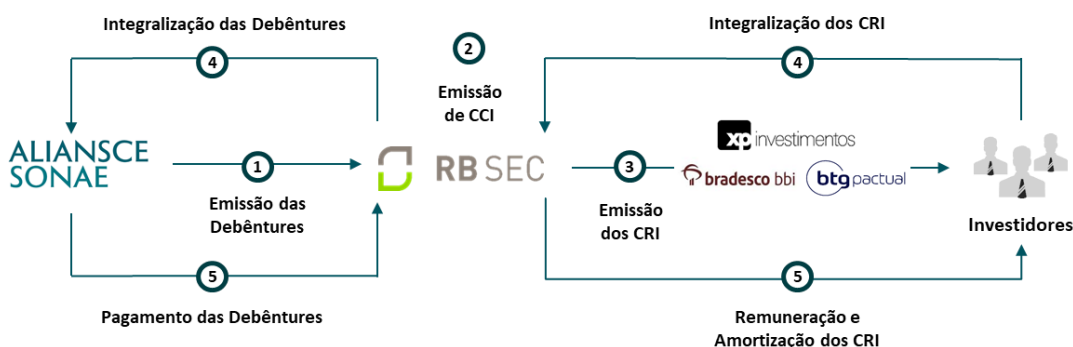 Integralização das Debêntures
Integralização dos CRI
2
4
4
Emissão
de CCI
ALIANSCE
SONAE
1
RB SEC
3
xp investimentos
bradesco bbi
btg pactual
Emissão das
Debêntures
Emissão
dos CRI
Investidores
5
5
Pagamento das Debêntures
Remuneração e
Amortização dos CRI